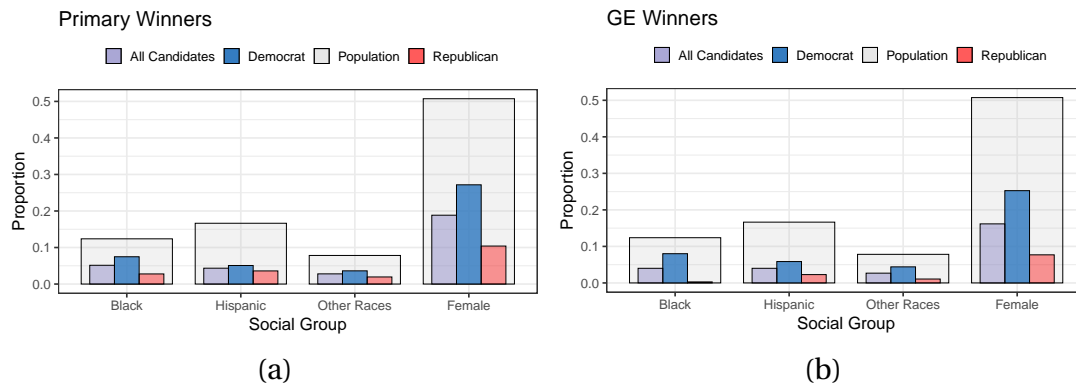 Primary Winners
All Candidates Democrat Population Republican
0.5
0.4
0.3
0.2
0.1
0.0
Proportion
Black Hispanic Other Races Female
Social Group
(a)
GE Winners
All Candidates Democrat Population Republican
0.5
0.4
0.3
0.2
0.1
0.0
Proportion
Black Hispanic Other Races Female
Social Group
(b)